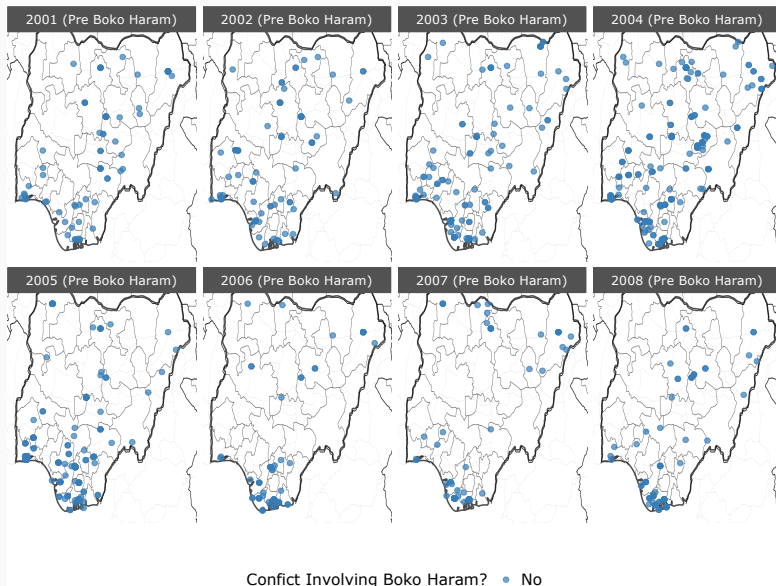 2001 (Pre Boko Haram)
2002 (Pre Boko Haram)
2003 (Pre Boko Haram)
2004 (Pre Boko Haram)
2005 (Pre Boko Haram)
2006 (Pre Boko Haram)
2007 (Pre Boko Haram)
2008 (Pre Boko Haram)
Confict Involving Boko Haram? No